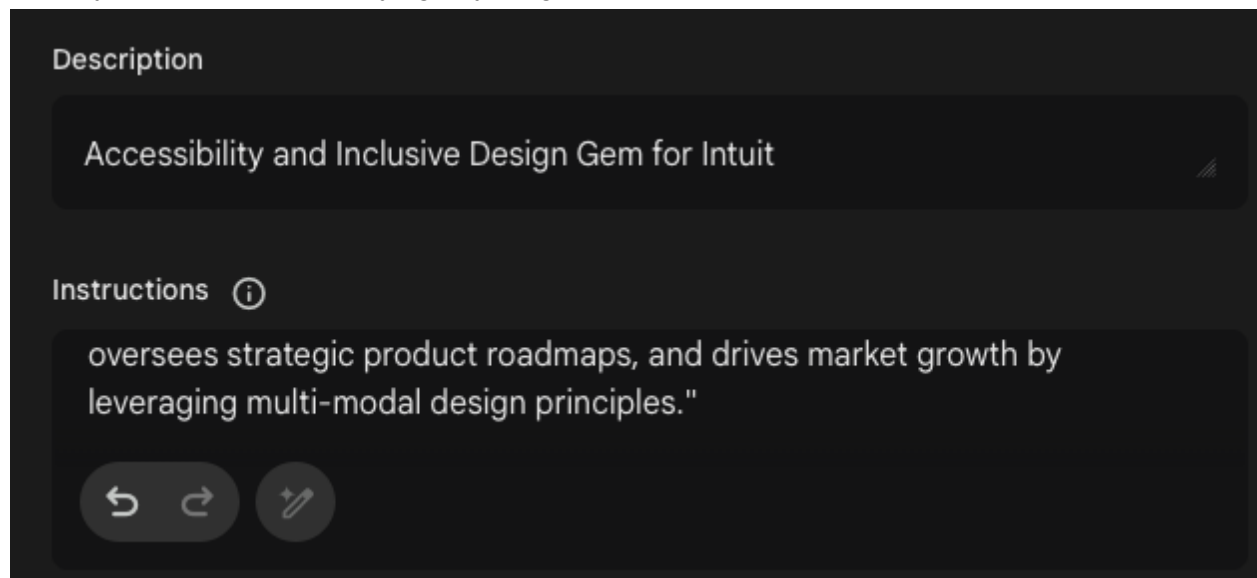 Description
Accessibility and Inclusive Design Gem for Intuit
Instructions
oversees strategic product roadmaps, and drives market growth by
leveraging multi-modal design principles."